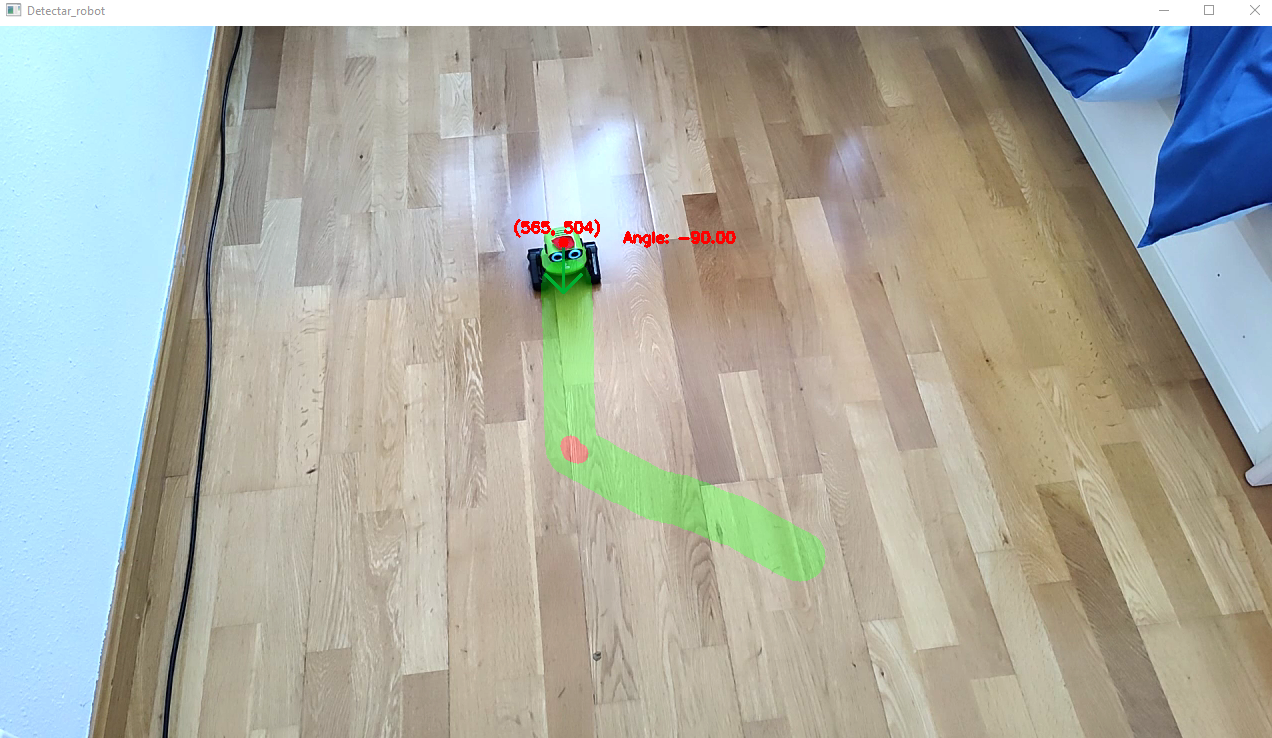 Detectar_robot
(565, 504)
Angle: -90.00